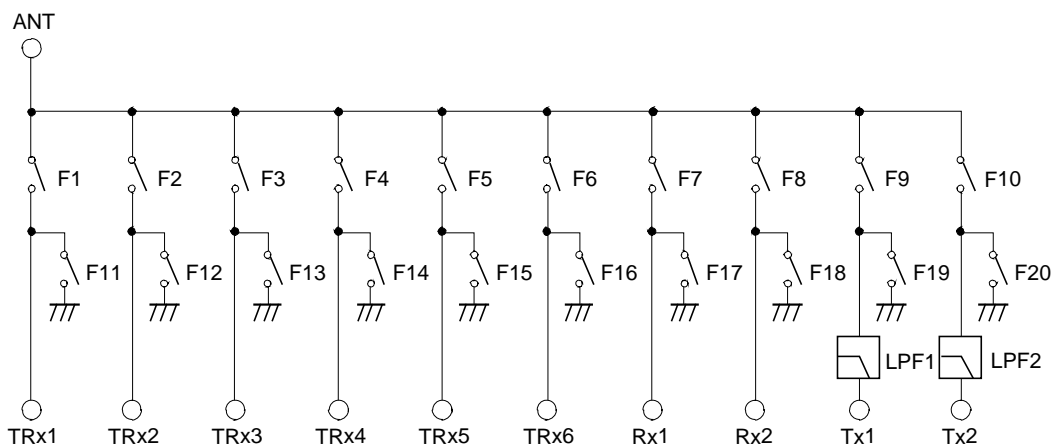 ANT
F1 F2 F3 F4 F5 F6 F7 F8 F9 F10
F11 F12 F13 F14 F15 F16 F17 F18 F19 F20
LPF1 LPF2
TRx1 TRx2 TRx3 TRx4 TRx5 TRx6 Rx1 Rx2 Tx1 Tx2